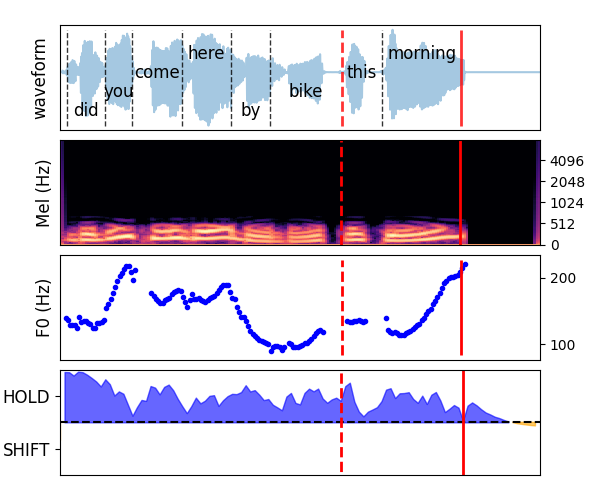 waveform
did
you
come
here
by
bike
this
morning
Mel (Hz)
4096
2048
1024
512
0
F0 (Hz)
200
100
HOLD
SHIFT